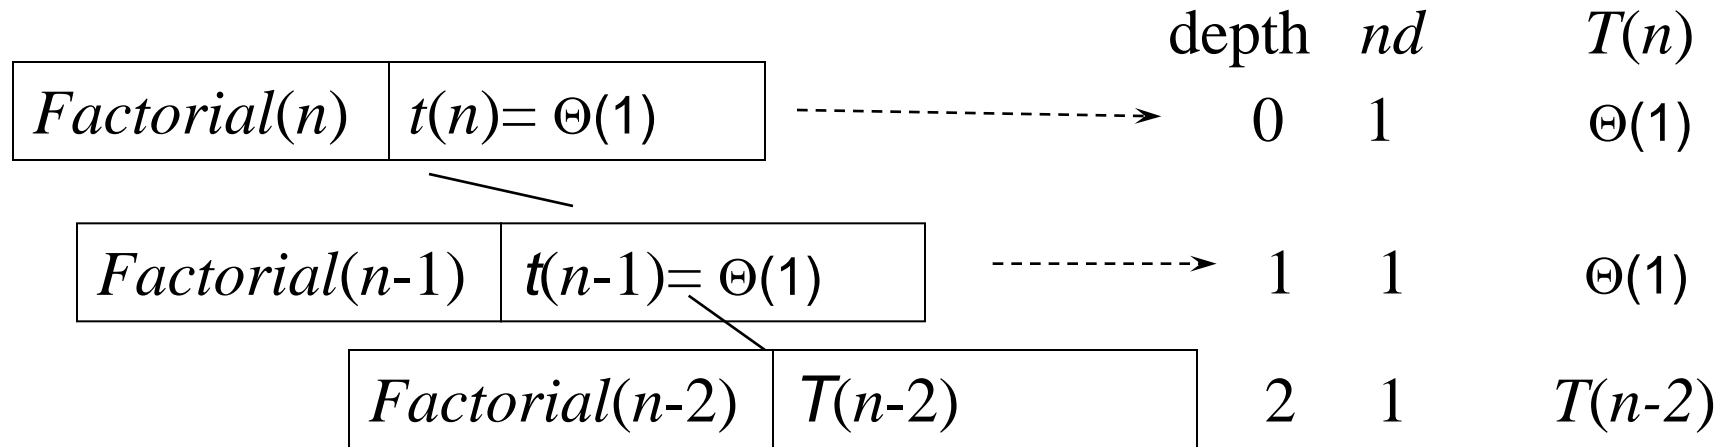 depth nd T(n)
Factorial(n) t(n)= Θ(1) 0 1 Θ(1)
Factorial(n-1) t(n-1)= Θ(1) 1 1 Θ(1)
Factorial(n-2) T(n-2) 2 1 T(n-2)